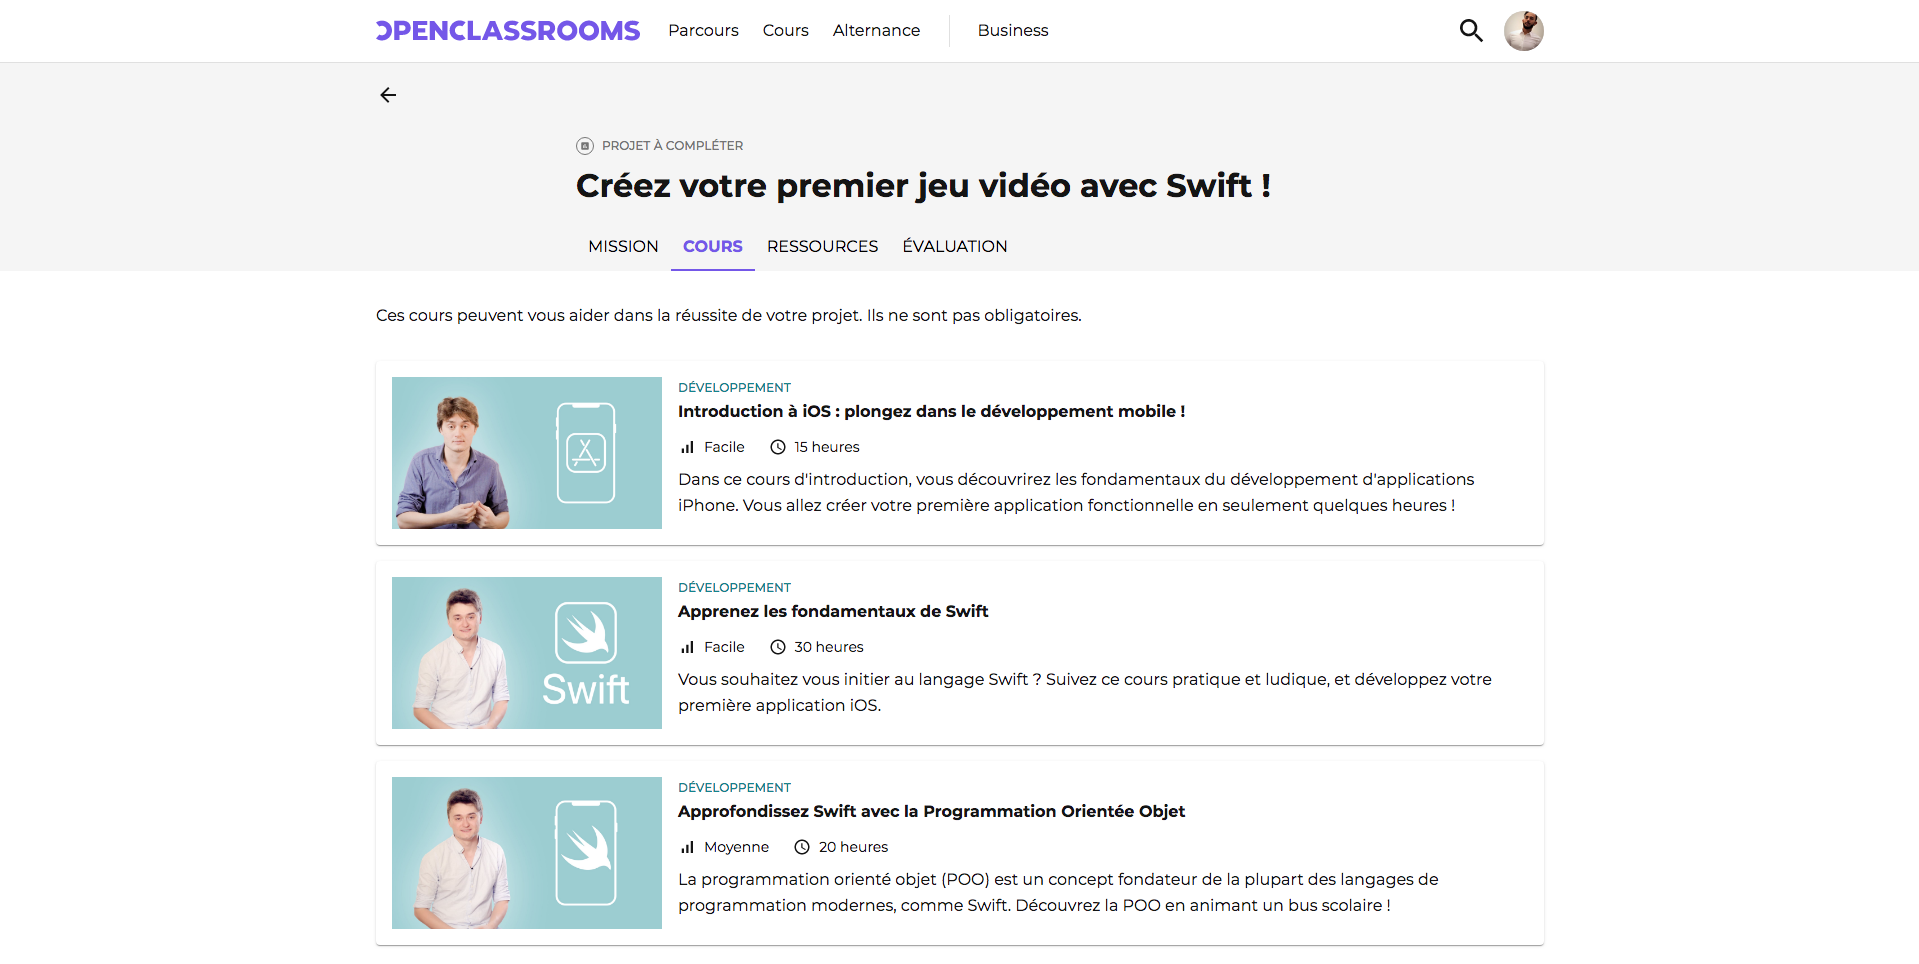 OPENCLASSROOMS Parcours Cours Alternance Business
PROJET À COMPLÉTER
Créez votre premier jeu vidéo avec Swift !
MISSION COURS RESSOURCES ÉVALUATION
Ces cours peuvent vous aider dans la réussite de votre projet. Ils ne sont pas obligatoires.
DÉVELOPPEMENT
Introduction à iOS : plongez dans le développement mobile !
Facile 15 heures
Dans ce cours d'introduction, vous découvrirez les fondamentaux du développement d'applications
iPhone. Vous allez créer votre première application fonctionnelle en seulement quelques heures !
Swift
DÉVELOPPEMENT
Apprenez les fondamentaux de Swift
Facile 30 heures
Vous souhaitez vous initier au langage Swift ? Suivez ce cours pratique et ludique, et développez votre
première application iOS.
DÉVELOPPEMENT
Approfondissez Swift avec la Programmation Orientée Objet
Moyenne 20 heures
La programmation orienté objet (POO) est un concept fondateur de la plupart des langages de
programmation modernes, comme Swift. Découvrez la POO en animant un bus scolaire !